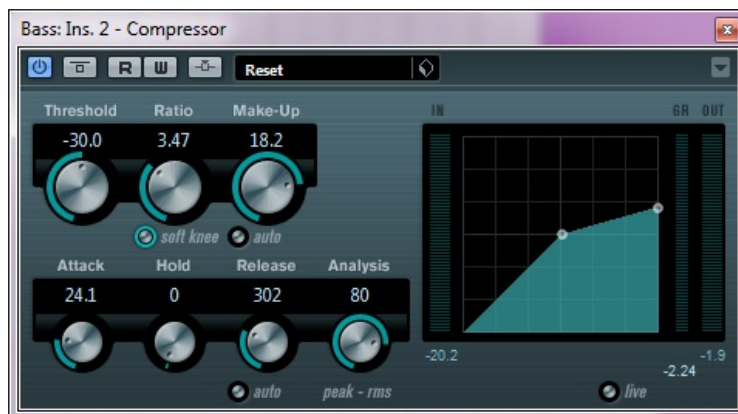 Bass: Ins. 2 - Compressor
R W Reset
Threshold Ratio Make-Up IN GR OUT
-30.0 3.47 18.2
soft knee auto
Attack Hold Release Analysis
24.1 0 302 80
-20.2 -2.24 -1.9
auto peak - rms live